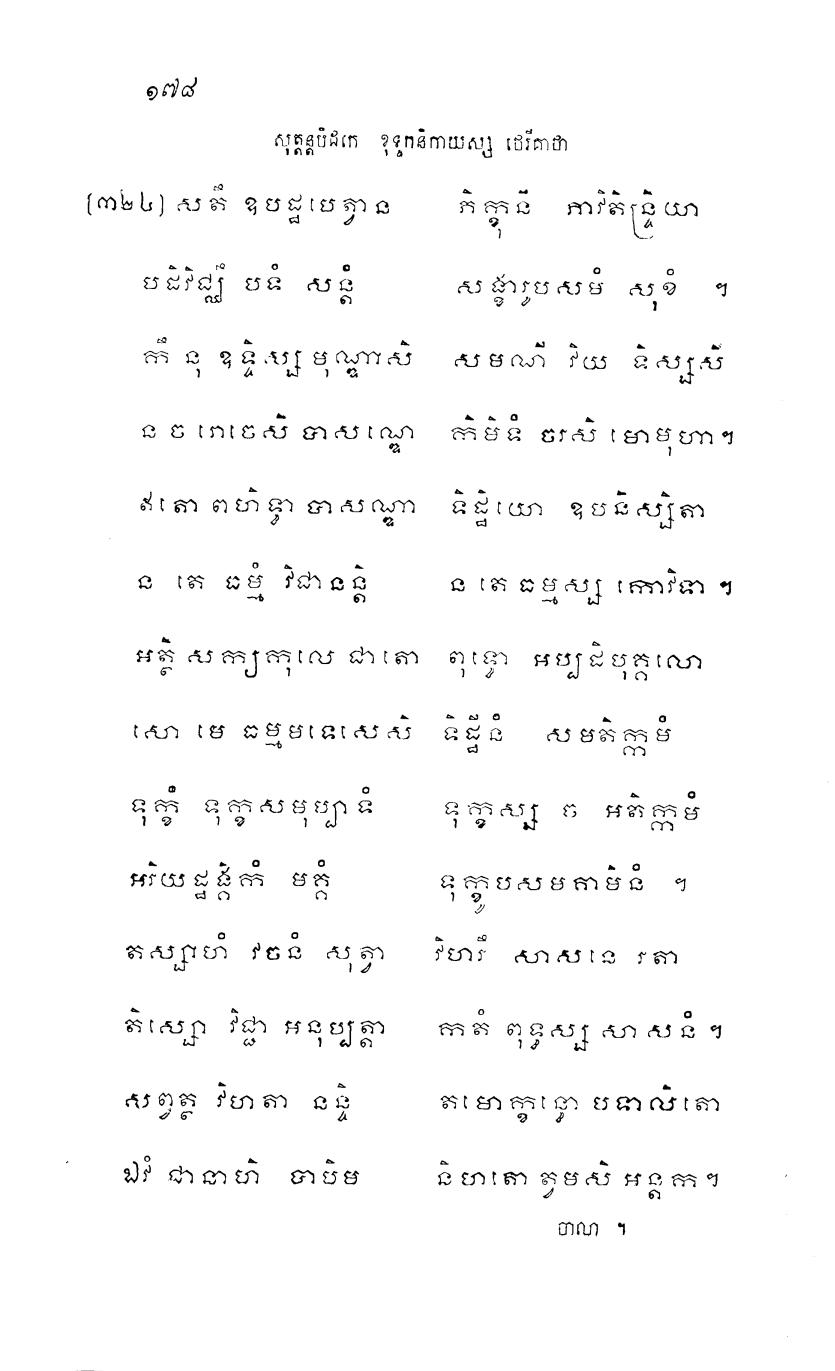 ១៧៨
សុត្តន្តបិដកេ ខុទ្ទកនិកាយស្ស ថេរីគាថា
[៣២៤] សតឹ ឧបដ្ឋបេត្វាន ភិក្ខុនី ភាវិតិន្ទ្រិយា
បដិវិជ្ឈឹ បទំ សន្តំ សង្ខារូបសមំ សុខំ ។
កឹ នុ ឧទ្ទិស្ស មុណ្ឌាសិ សមណី វិយ ទិស្សសិ
ន ច រោចេសិ បាសណ្ឌេ កិមិទំ ចរសិ មោមុហា ។
ឥតោ ពហិទ្ធា បាសណ្ឌា ទិដ្ឋិយោ ឧបនិស្សិតា
ន តេ ធម្មំ វិជានន្តិ ន តេ ធម្មស្ស កោវិទា ។
អត្ថិ សក្យកុលេ ជាតោ ពុទ្ធោ អប្បដិបុគ្គលោ
សោ មេ ធម្មមទេសេសិ ទិដ្ឋីនំ សមតិក្កមំ
ទុក្ខំ ទុក្ខសមុប្បាទំ ទុក្ខស្ស ច អតិក្កមំ
អរិយដ្ឋង្គិកំ មគ្គំ ទុក្ខូបសមគាមិនំ ។
តស្សាហំ វចនំ សុត្វា វិហរឹ សាសនេ រតា
តិស្សោ វិជ្ជា អនុប្បត្តា កតំ ពុទ្ធស្ស សាសនំ ។
សព្វត្ថ វិហតា នន្ទិ តមោក្ខន្ធោ បទាលិតោ
ឯវំ ជានាហិ បាបិម និហតោ ត្វមសិ អន្តក ។
ចាលា ។